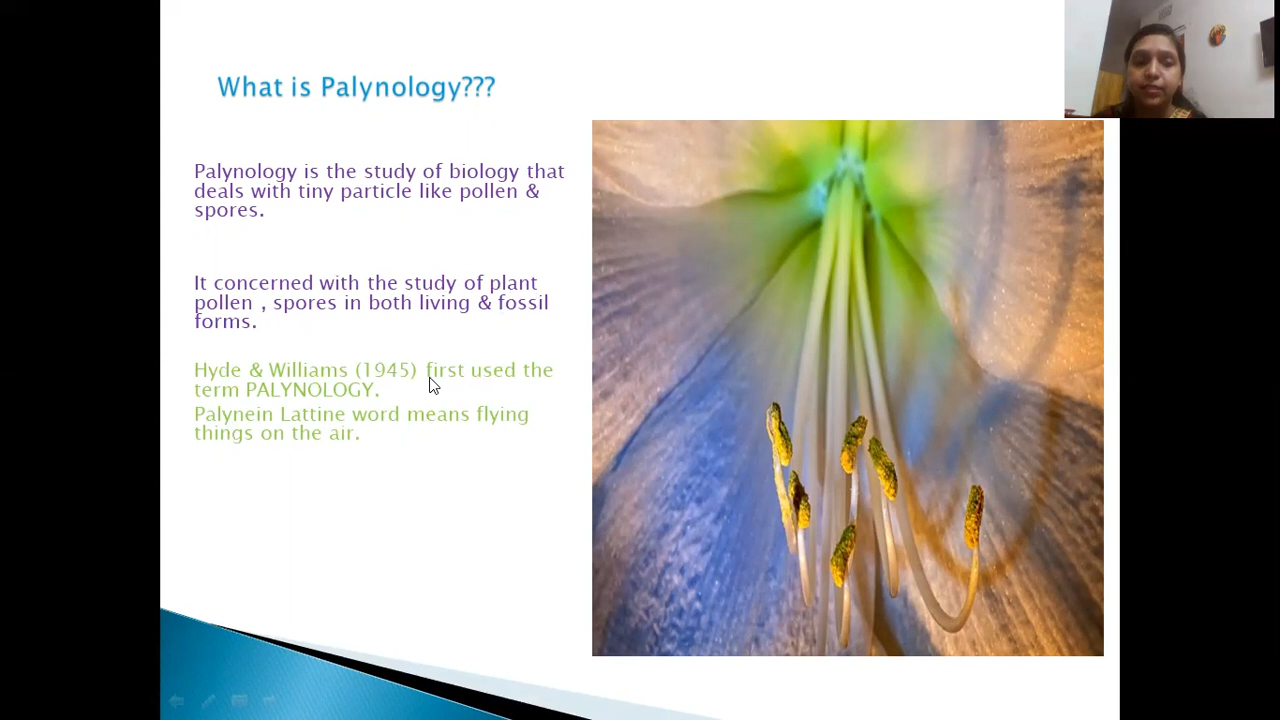 What is Palynology???
Palynology is the study of biology that
deals with tiny particle like pollen &
spores.
It concerned with the study of plant
pollen , spores in both living & fossil
forms.
Hyde & Williams (1945) first used the
term PALYNOLOGY.
Palynein Lattine word means flying
things on the air.